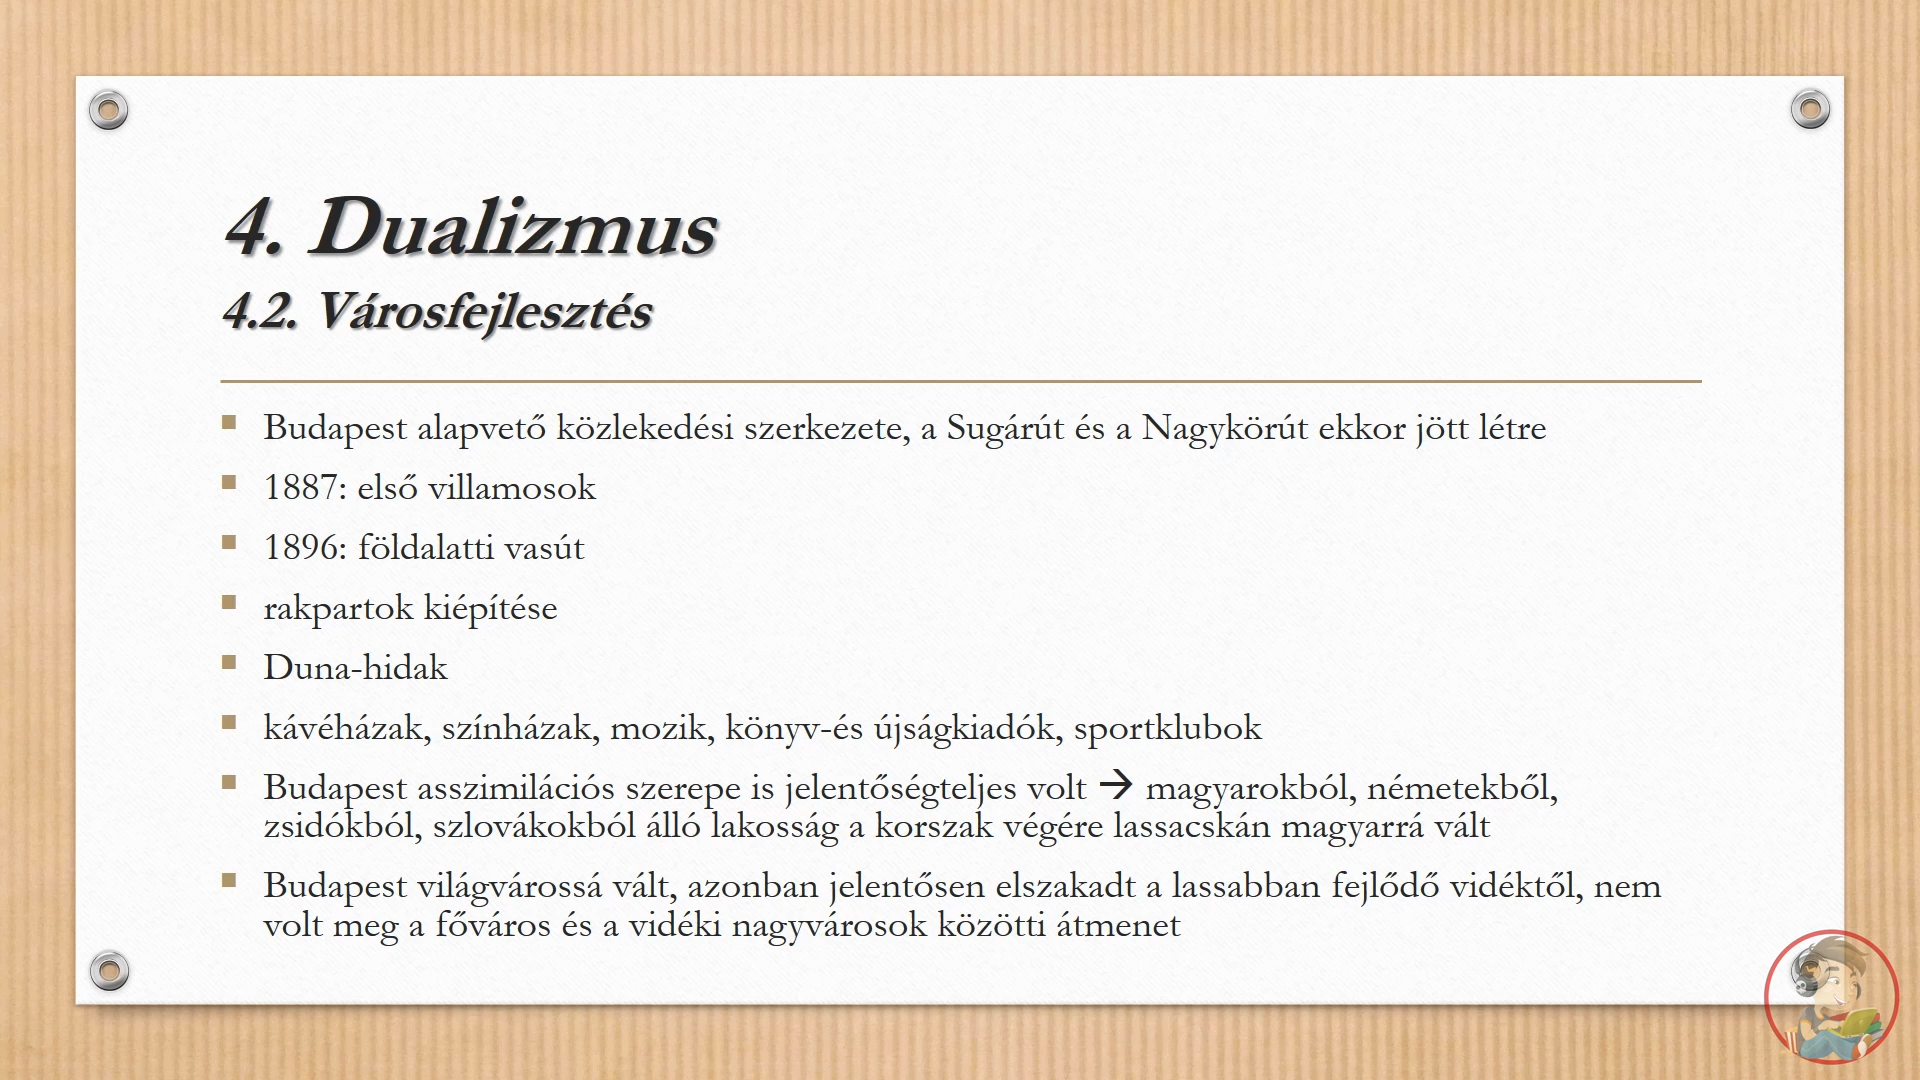 4. Dualizmus
4.2. Városfejlesztés
▪ Budapest alapvető közlekedési szerkezete, a Sugárút és a Nagykörút ekkor jött létre
▪ 1887: első villamosok
▪ 1896: földalatti vasút
▪ rakpartok kiépítése
▪ Duna-hidak
▪ kávéházak, színházak, mozik, könyv-és újságkiadók, sportklubok
▪ Budapest asszimilációs szerepe is jelentőségteljes volt → magyarokból, németekből,
zsidókból, szlovákokból álló lakosság a korszak végére lassacskán magyarrá vált
▪ Budapest világvárossá vált, azonban jelentősen elszakadt a lassabban fejlődő vidéktől, nem
volt meg a főváros és a vidéki nagyvárosok közötti átmenet